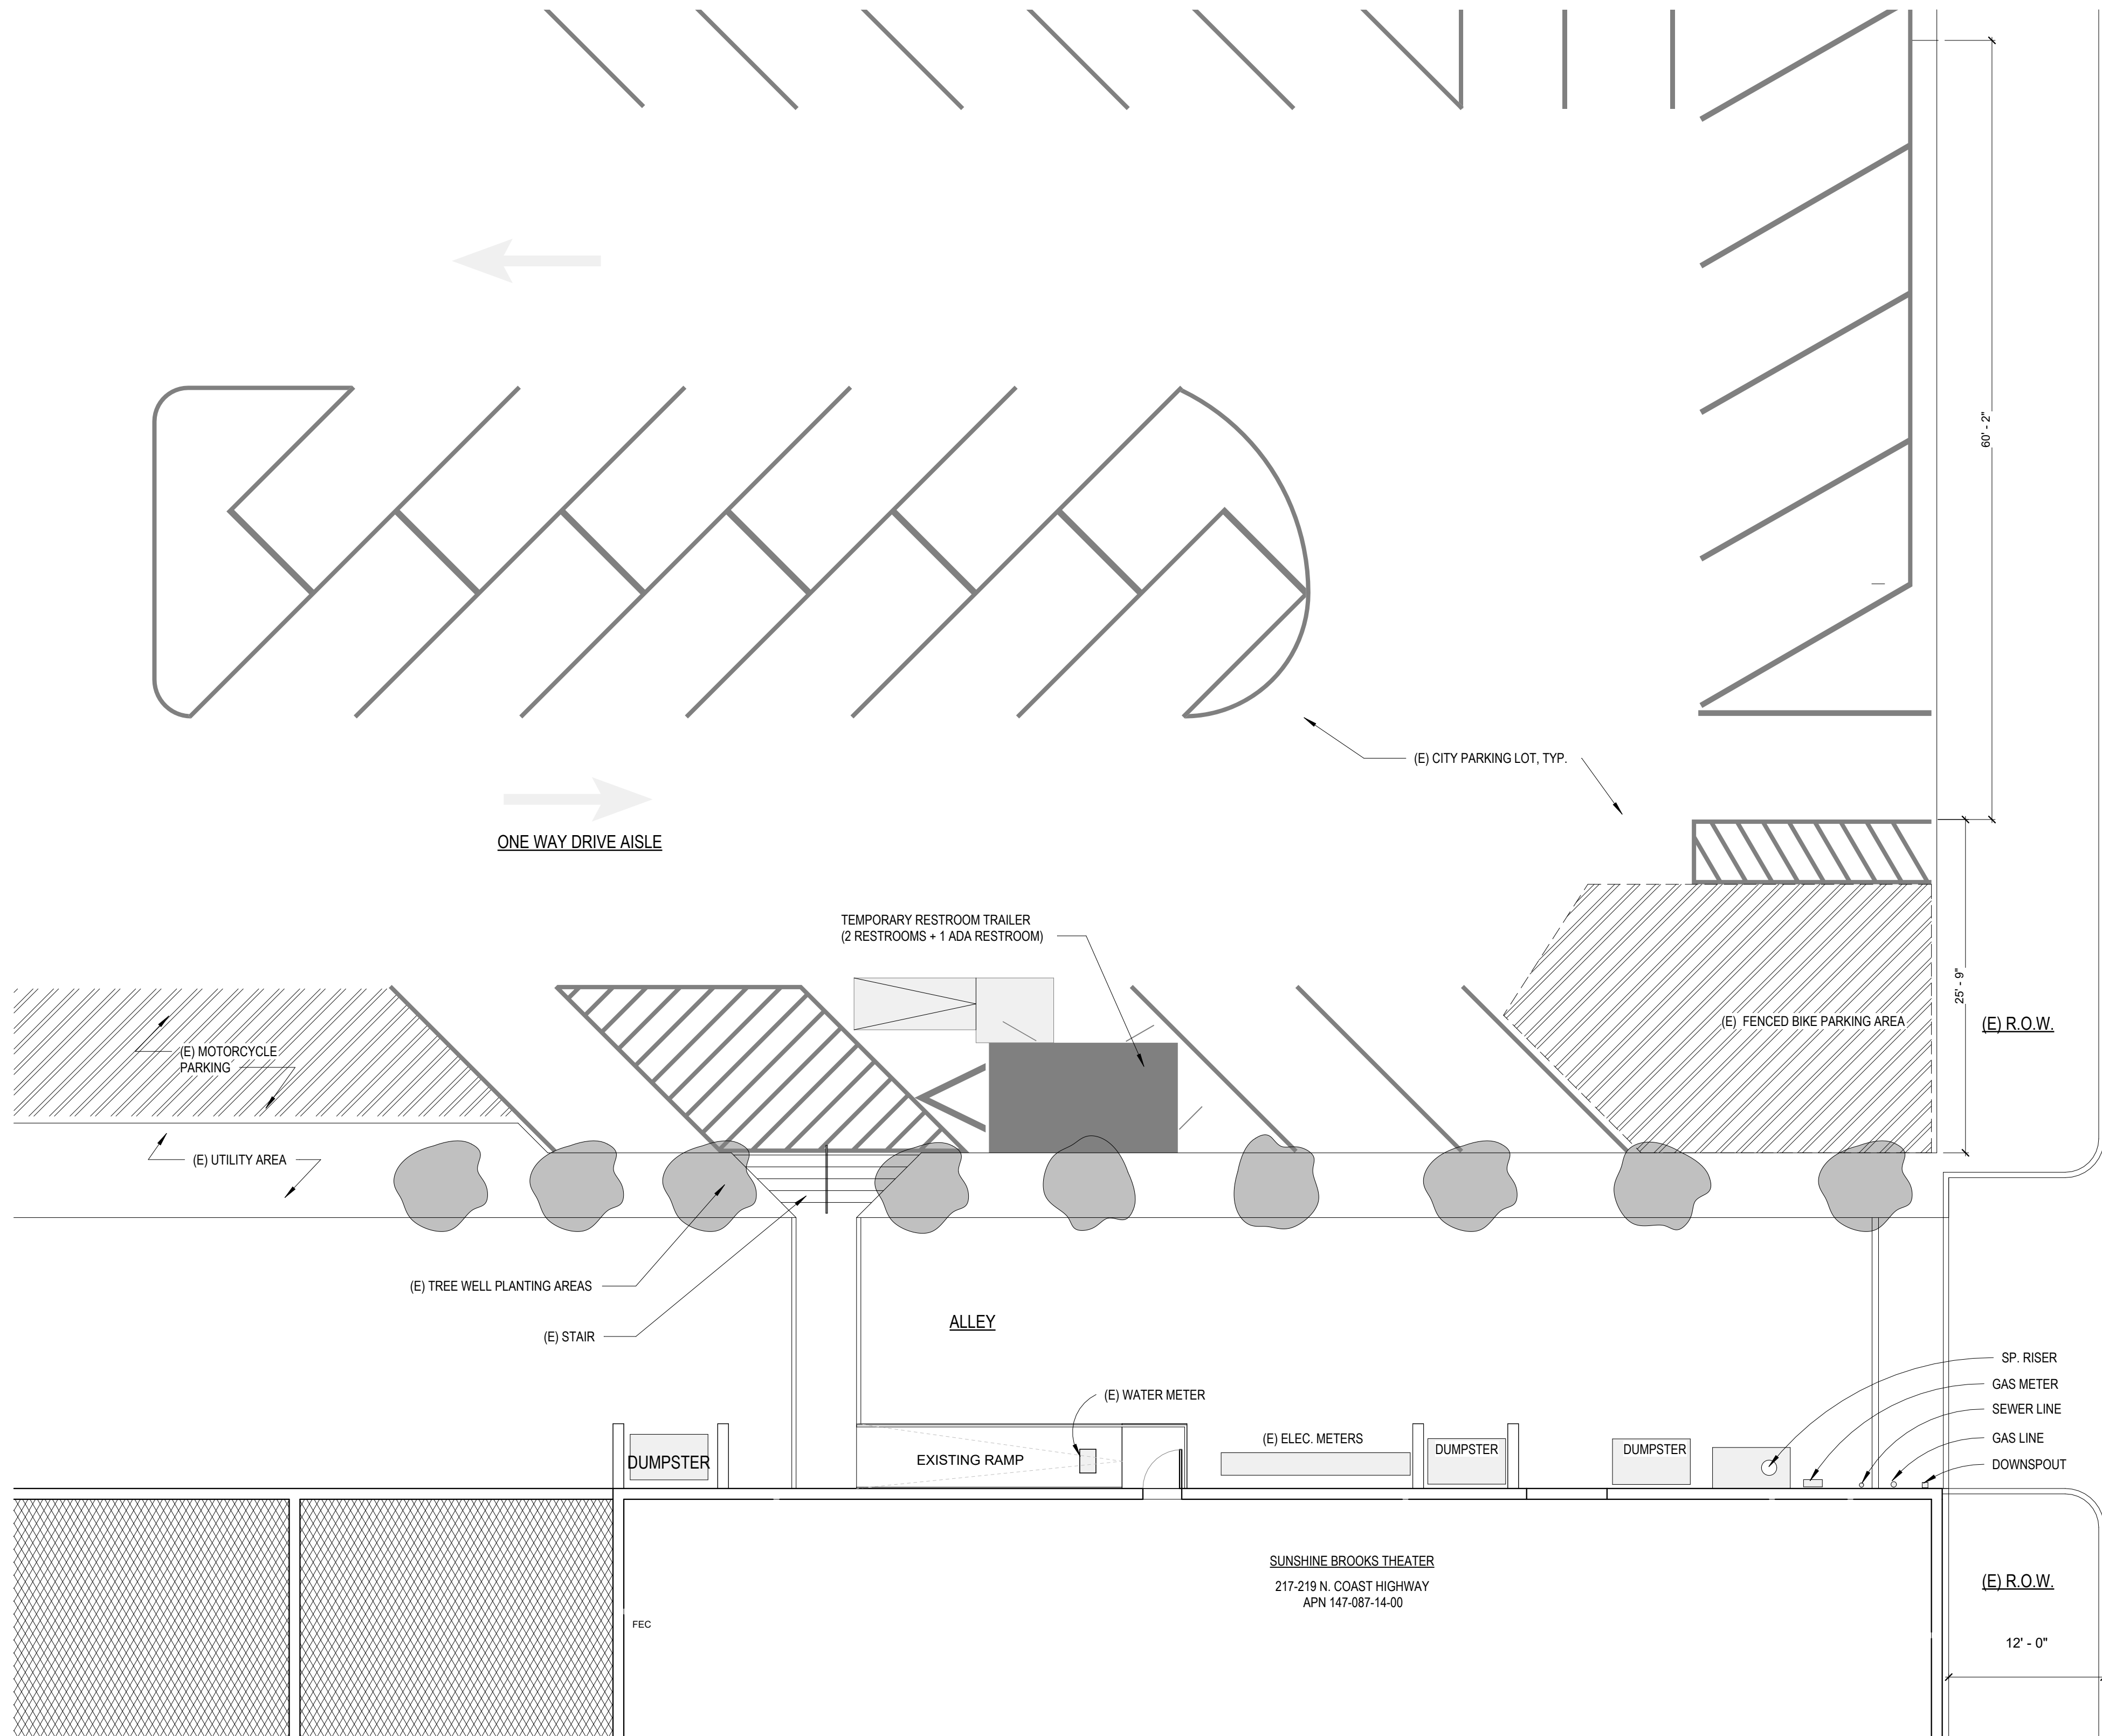 60' - 2"
(E) CITY PARKING LOT, TYP.
ONE WAY DRIVE AISLE
TEMPORARY RESTROOM TRAILER
(2 RESTROOMS + 1 ADA RESTROOM)
25' - 9"
(E) FENCED BIKE PARKING AREA
(E) R.O.W.
(E) MOTORCYCLE
PARKING
(E) UTILITY AREA
(E) TREE WELL PLANTING AREAS
ALLEY
(E) STAIR
SP. RISER
GAS METER
(E) WATER METER
SEWER LINE
(E) ELEC. METERS
GAS LINE
DUMPSTER
DUMPSTER
DUMPSTER
EXISTING RAMP
DOWNSPOUT
SUNSHINE BROOKS THEATER
217-219 N. COAST HIGHWAY
APN 147-087-14-00
(E) R.O.W.
FEC
12' - 0"